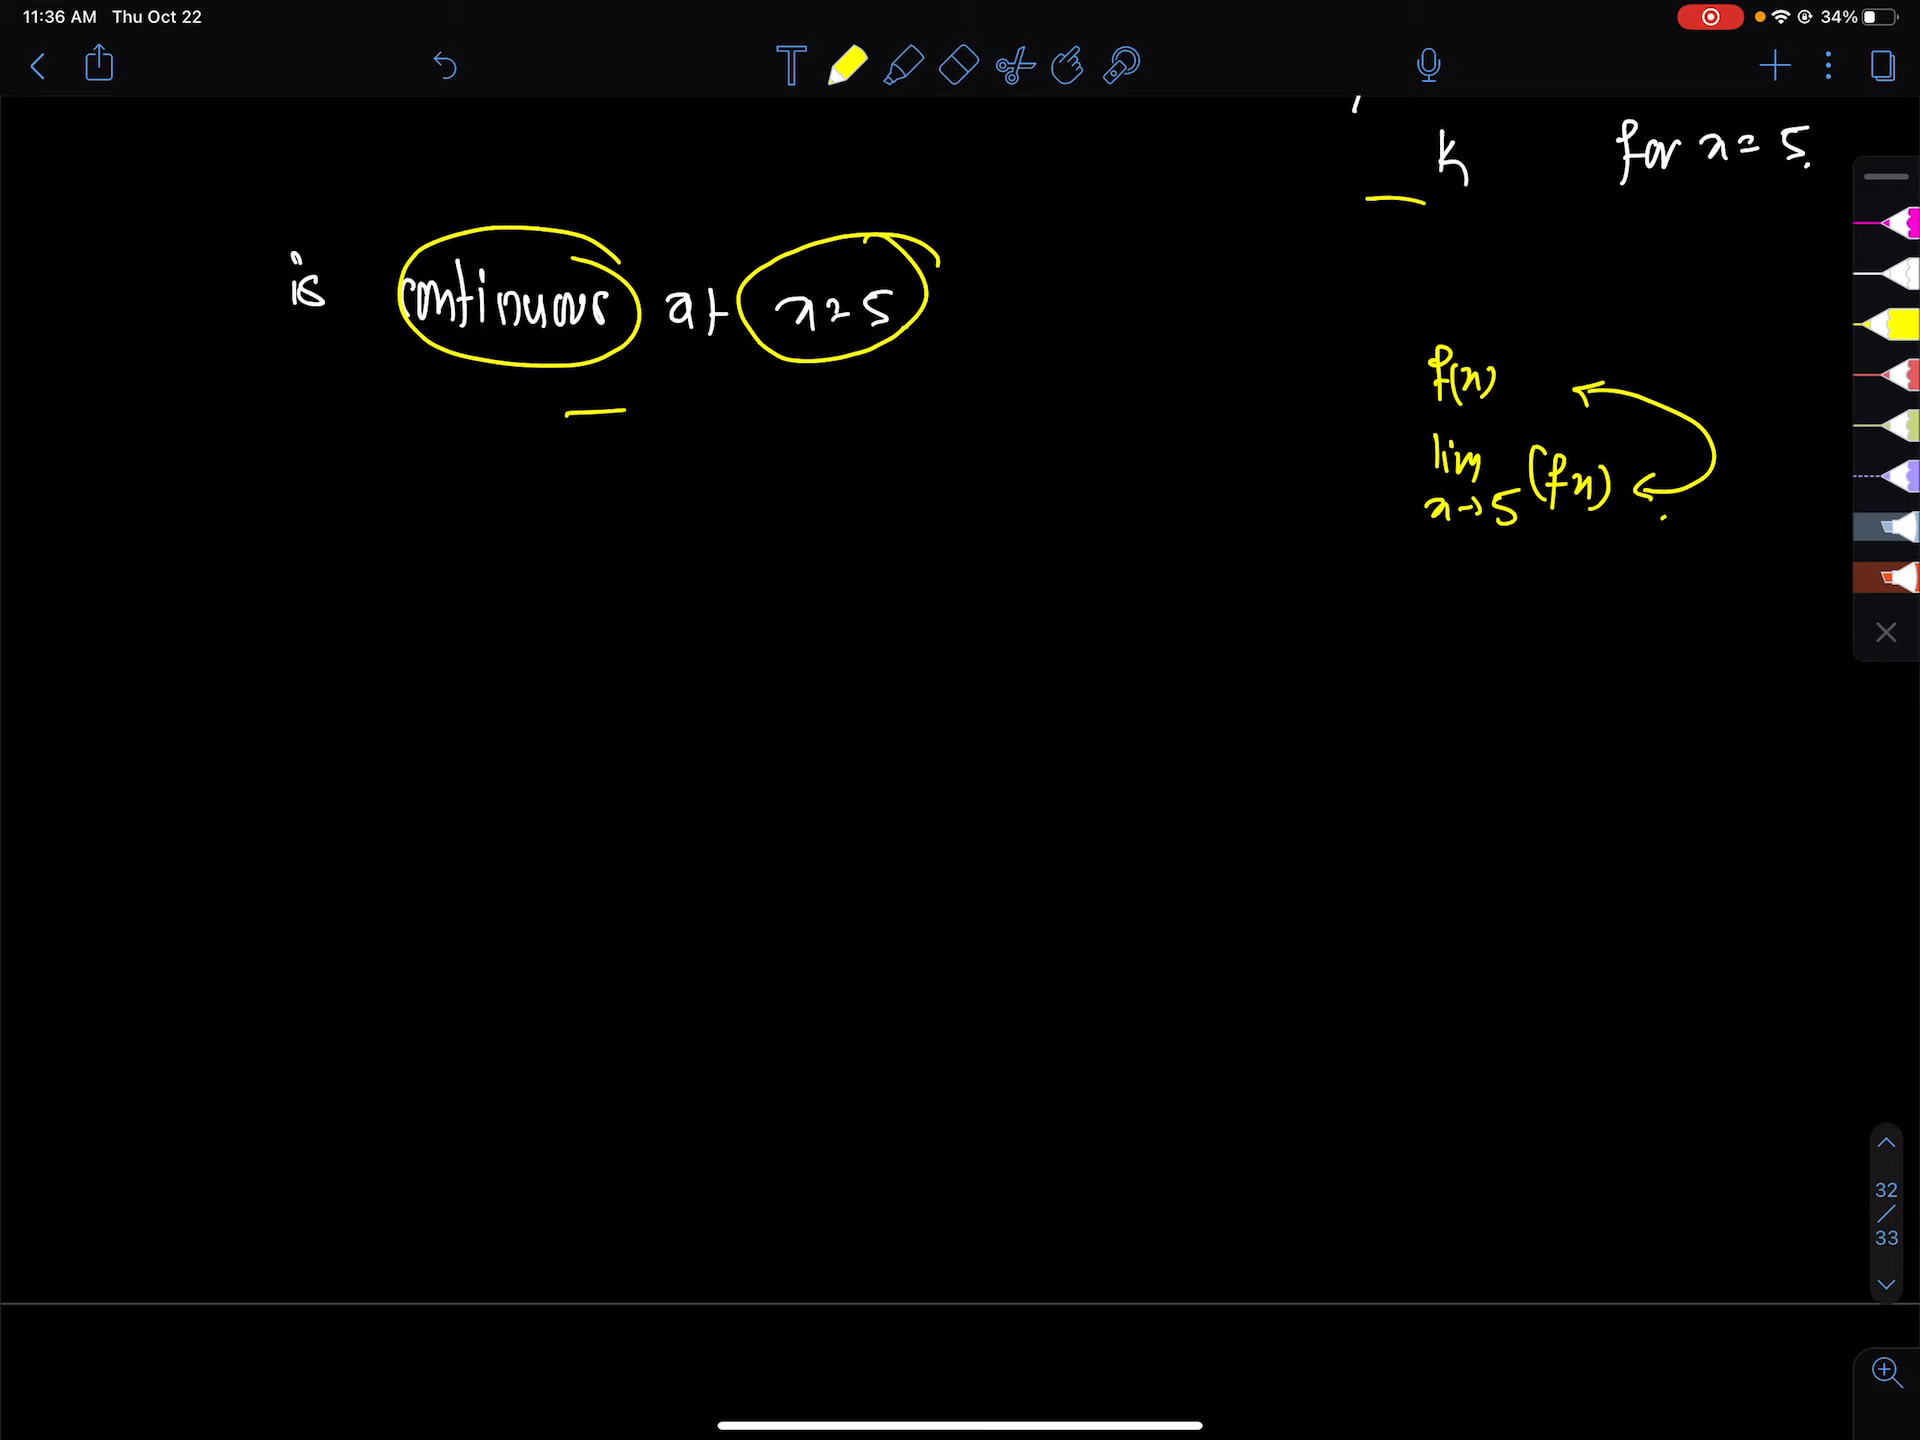 11:36 AM Thu Oct 22
34%
k for x = 5.
is continuous at x = 5
f(x)
lim (fx)
x→5
32
/
33